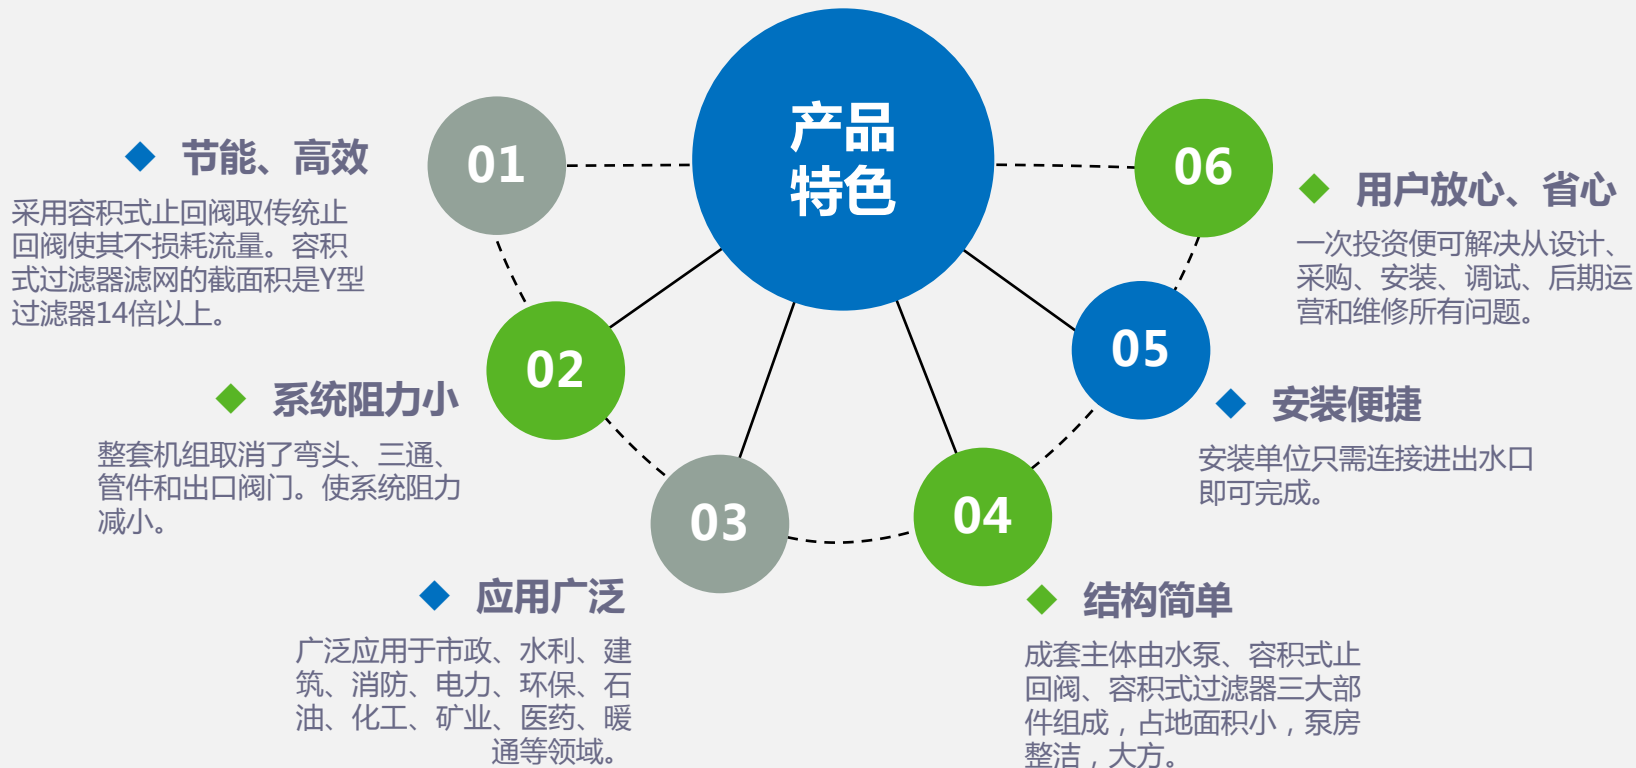 产品
特色
01
节能、高效
采用容积式止回阀取传统止
回阀使其不损耗流量。容积
式过滤器滤网的截面积是Y型
过滤器14倍以上。
02
系统阻力小
整套机组取消了弯头、三通、
管件和出口阀门。使系统阻力
减小。
03
应用广泛
广泛应用于市政、水利、建
筑、消防、电力、环保、石
油、化工、矿业、医药、暖
通等领域。
04
结构简单
成套主体由水泵、容积式止
回阀、容积式过滤器三大部
件组成，占地面积小，泵房
整洁，大方。
05
安装便捷
安装单位只需连接进出水口
即可完成。
06
用户放心、省心
一次投资便可解决从设计、
采购、安装、调试、后期运
营和维修所有问题。